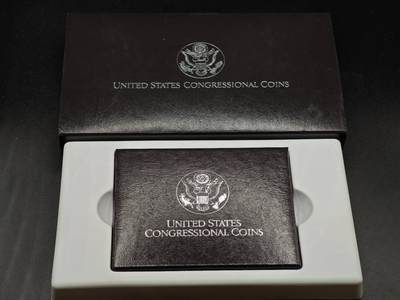 United States Congressional Coins
United States
Congressional Coins